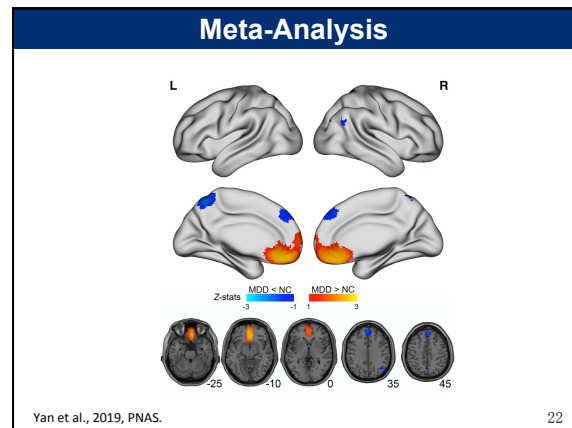 Meta-Analysis
L R
MDD < NC MDD > NC
Z-stats
-3 -1 1 3
-25 -10 0 35 45
Yan et al., 2019, PNAS. 22